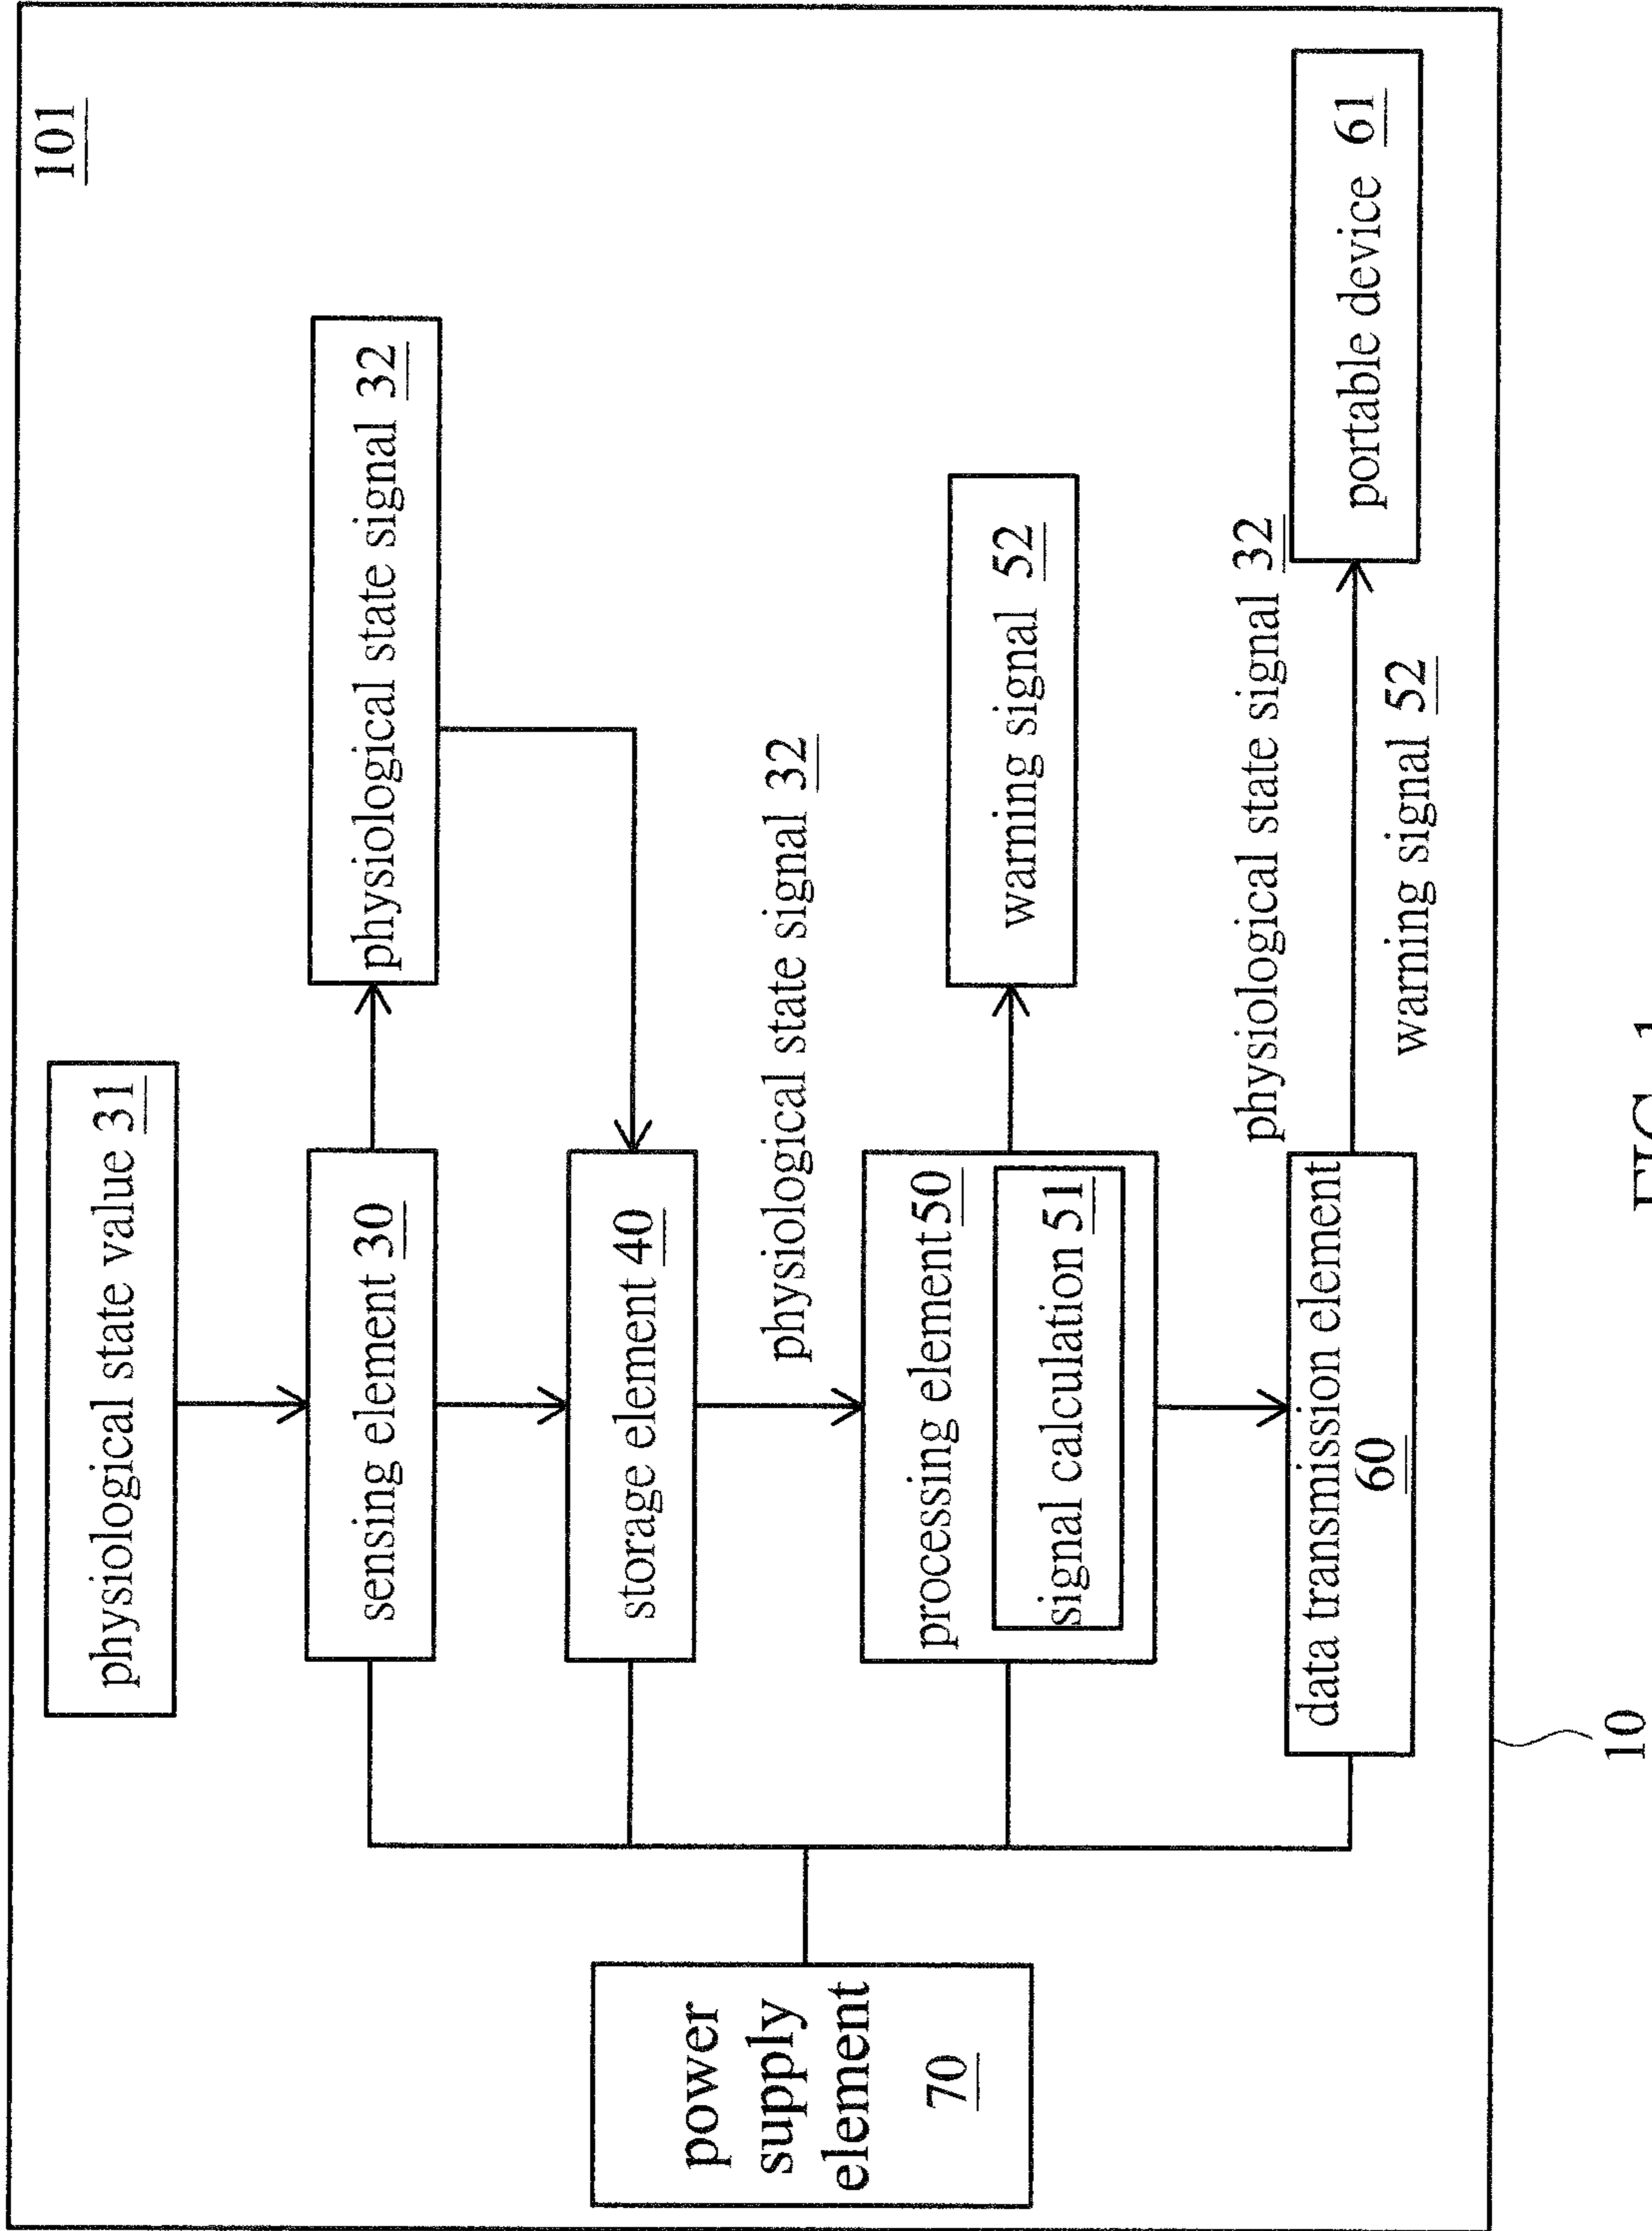 101
physiological state value 31
sensing element 30
physiological state signal 32
storage element 40
physiological state signal 32
processing element50
signal calculation 51
warning signal 52
physiological state signal 32
data transmission element
60
portable device 61
warning signal 52
power
supply
element
70
10